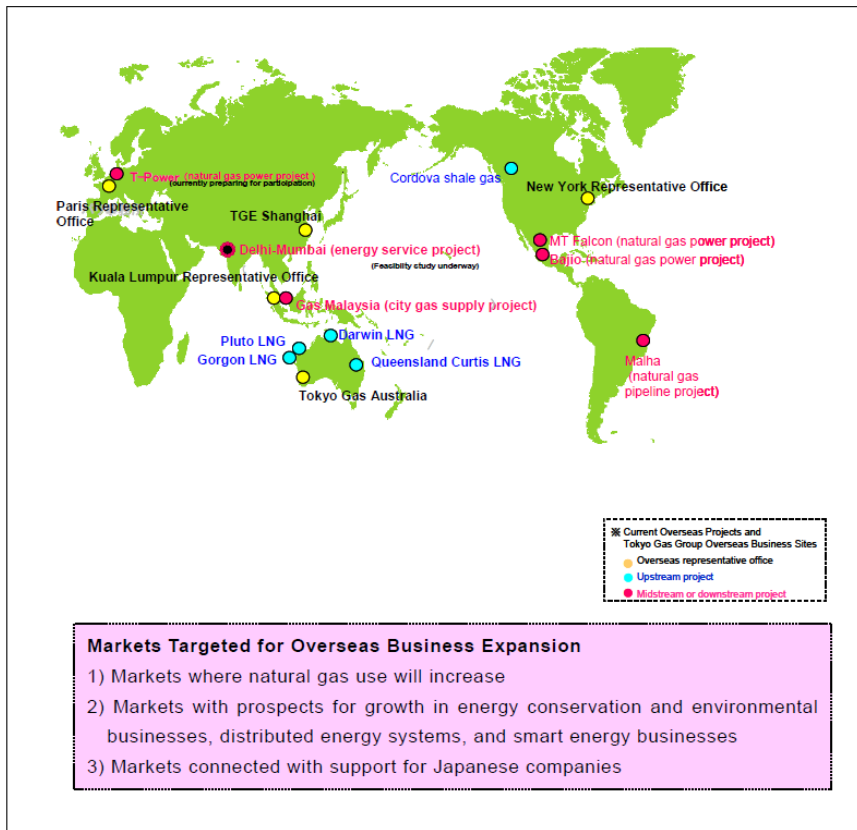 T-Power (natural gas power project )
(currently preparing for participation)
Paris Representative
Office
TGE Shanghai
Delhi-Mumbai (energy service project)
(Feasibility study underway)
Kuala Lumpur Representative Office
Gas Malaysia (city gas supply project)
Darwin LNG
Pluto LNG
Gorgon LNG
Queensland Curtis LNG
Tokyo Gas Australia
Cordova shale gas
New York Representative Office
MT Falcon (natural gas power project)
Bajio (natural gas power project)
Malha
(natural gas
pipeline project)
※ Current Overseas Projects and
Tokyo Gas Group Overseas Business Sites
Overseas representative office
Upstream project
Midstream or downstream project
Markets Targeted for Overseas Business Expansion
1) Markets where natural gas use will increase
2) Markets with prospects for growth in energy conservation and environmental
businesses, distributed energy systems, and smart energy businesses
3) Markets connected with support for Japanese companies